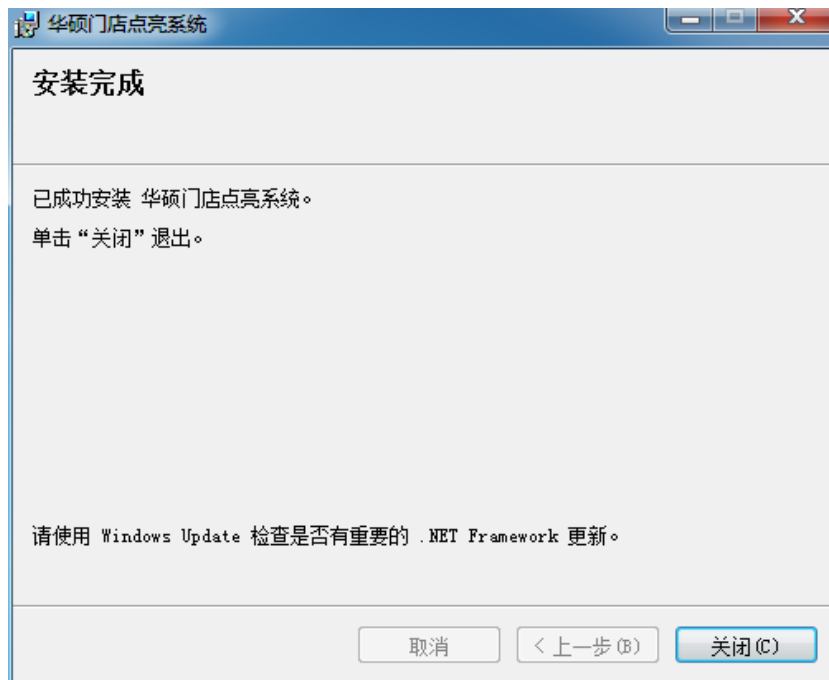 华硕门店点亮系统
安装完成
已成功安装 华硕门店点亮系统。
单击“关闭”退出。
请使用 Windows Update 检查是否有重要的 .NET Framework 更新。
取消
< 上一步(B)
关闭(C)